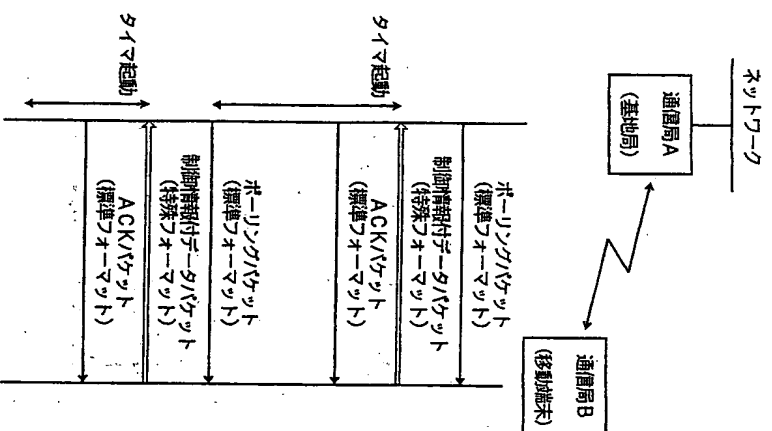 ネットワーク
通信局A
(基地局)
通信局B
(移動端末)
ポーリングパケット
(標準フォーマット)
制御情報付データパケット
(特殊フォーマット)
タイマ起動
ACKパケット
(標準フォーマット)
ポーリングパケット
(標準フォーマット)
制御情報付データパケット
(特殊フォーマット)
タイマ起動
ACKパケット
(標準フォーマット)